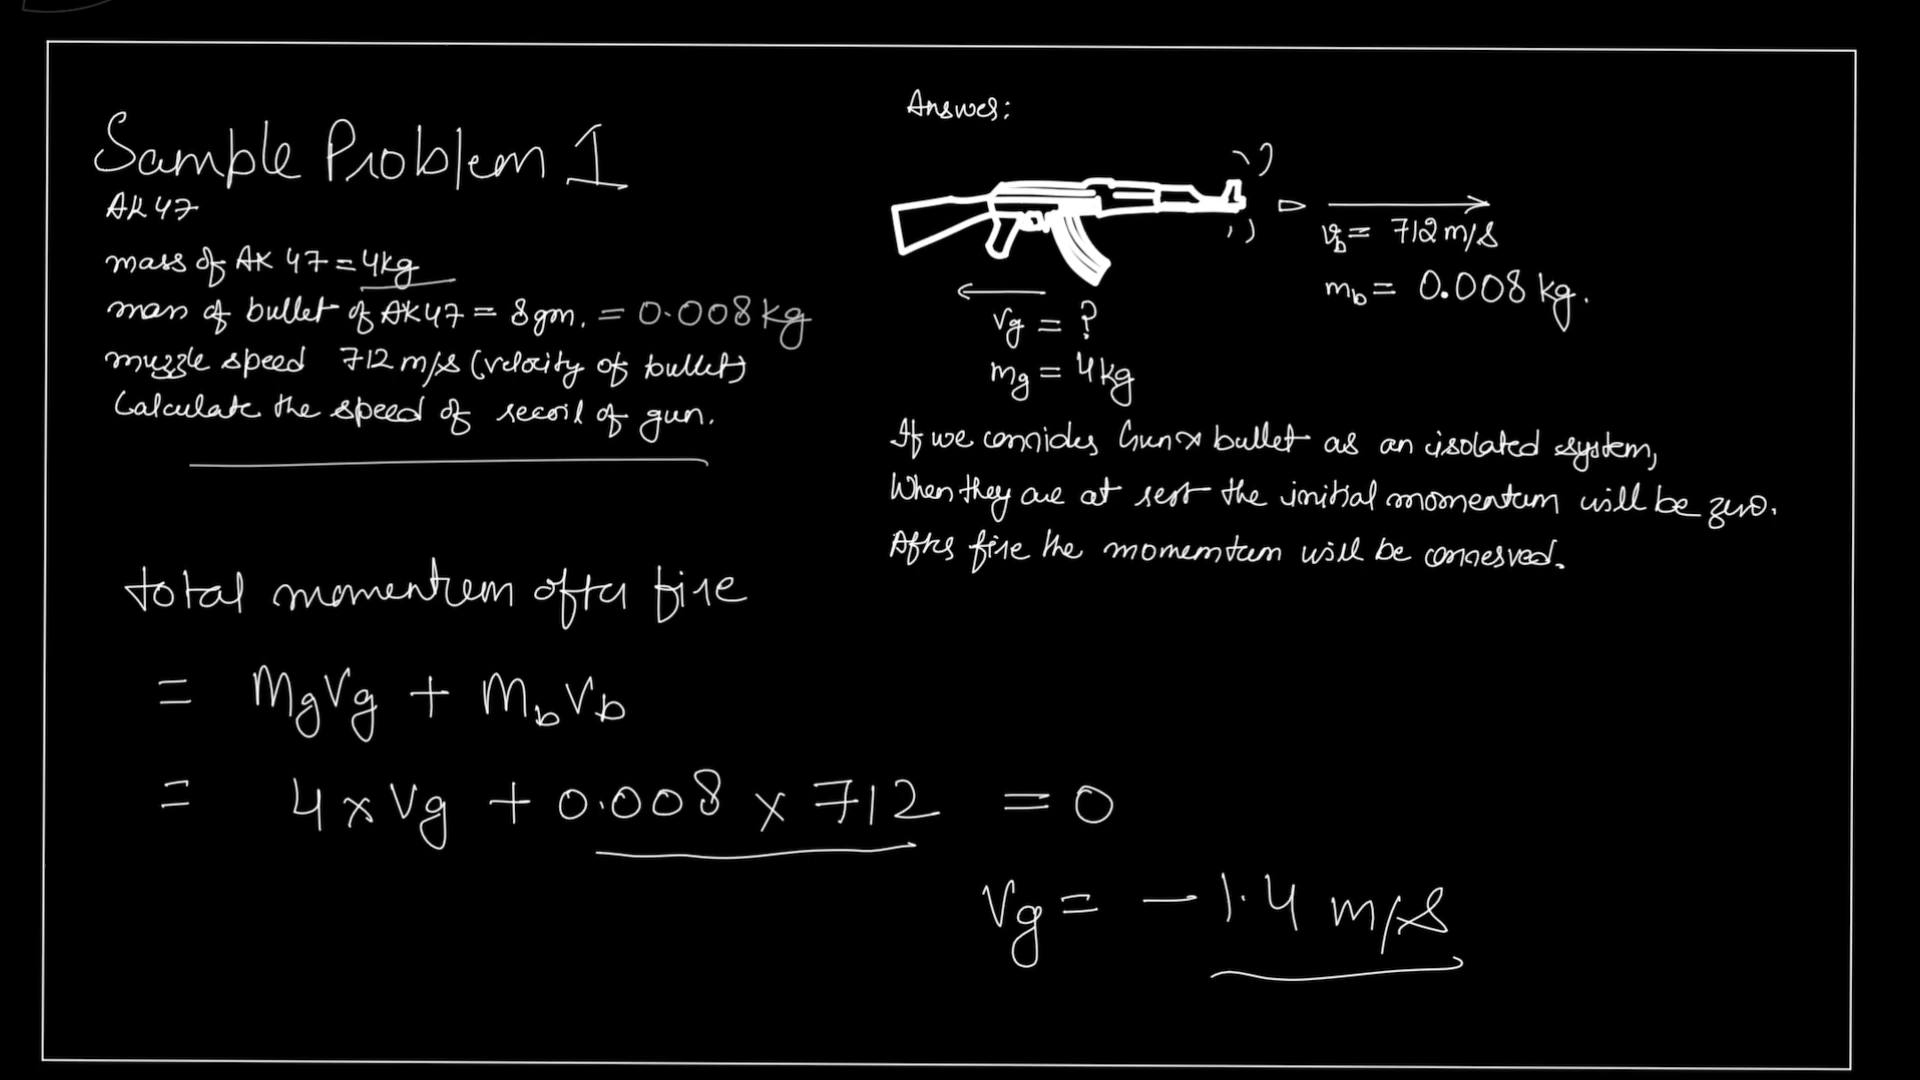 Sample Problem 1
AK47
mass of AK 47 = 4kg
mass of bullet of AK47 = 8gm. = 0.008kg
muzzle speed 712 m/s (velocity of bullet)
Calculate the speed of recoil of gun.
total momentum after fire
= MgVg + MbVb
= 4 x Vg + 0.008 x 712 = 0
Vg = - 1.4 m/s
Answer:
Vb = 712 m/s
mb = 0.008 kg.
Vg = ?
mg = 4kg
If we consider Gun & bullet as an isolated system,
When they are at rest the initial momentum will be zero.
After fire the momentum will be conserved.